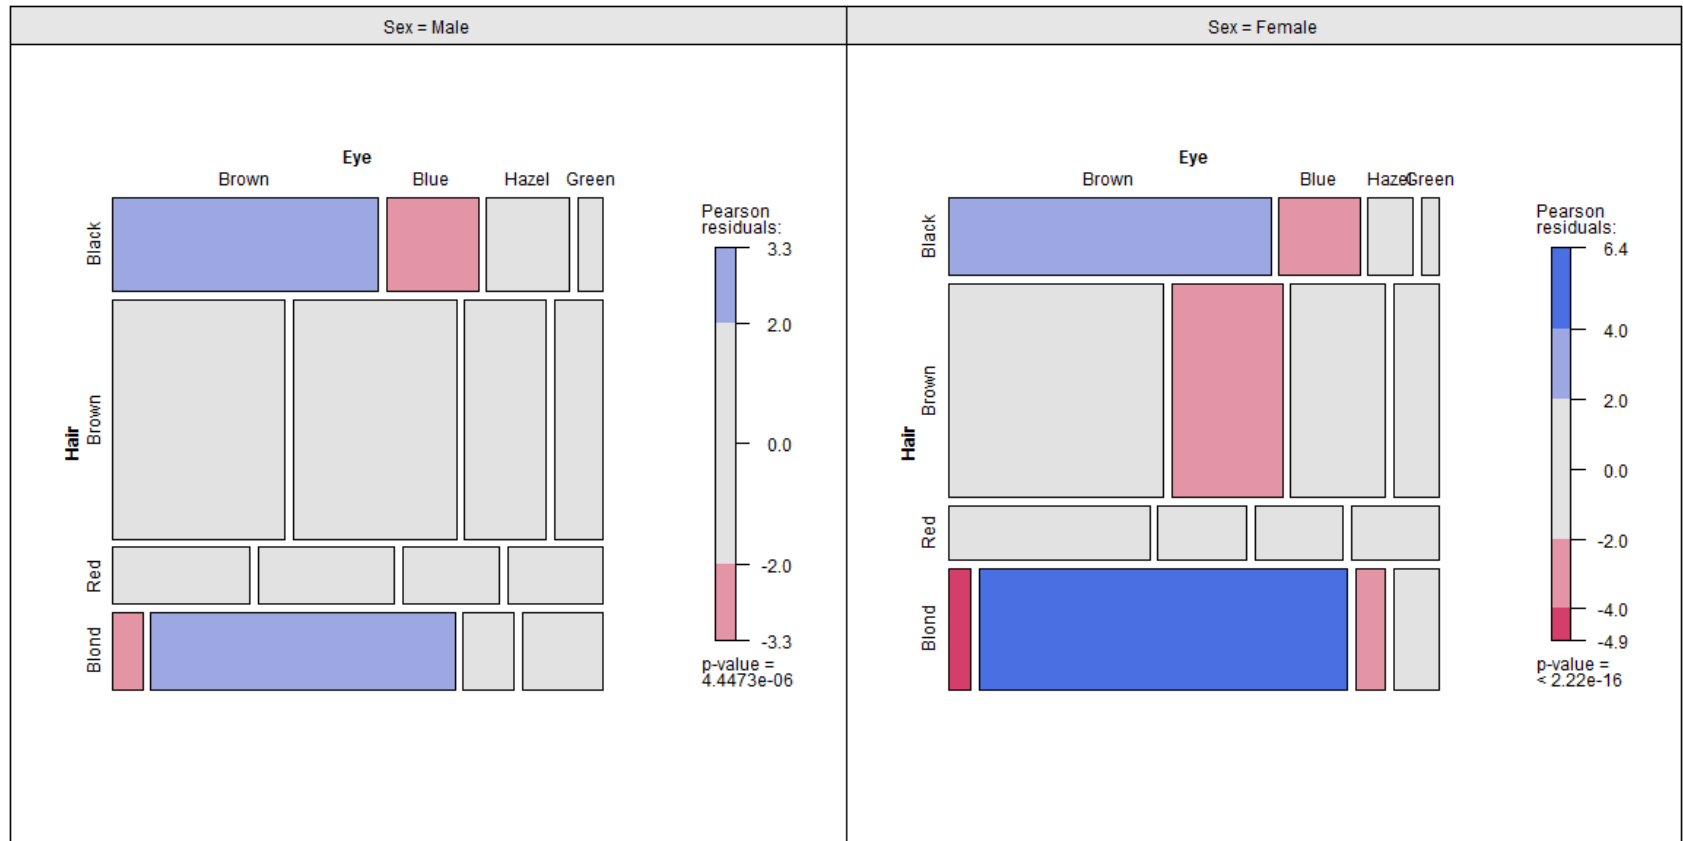 Sex = Male
Eye
Brown Blue Hazel Green
Hair
Black
Brown
Red
Blond
Pearson
residuals:
3.3
2.0
0.0
-2.0
-3.3
p-value =
4.4473e-06
Sex = Female
Eye
Brown Blue Hazel Green
Hair
Black
Brown
Red
Blond
Pearson
residuals:
6.4
4.0
2.0
0.0
-2.0
-4.0
-4.9
p-value =
< 2.22e-16